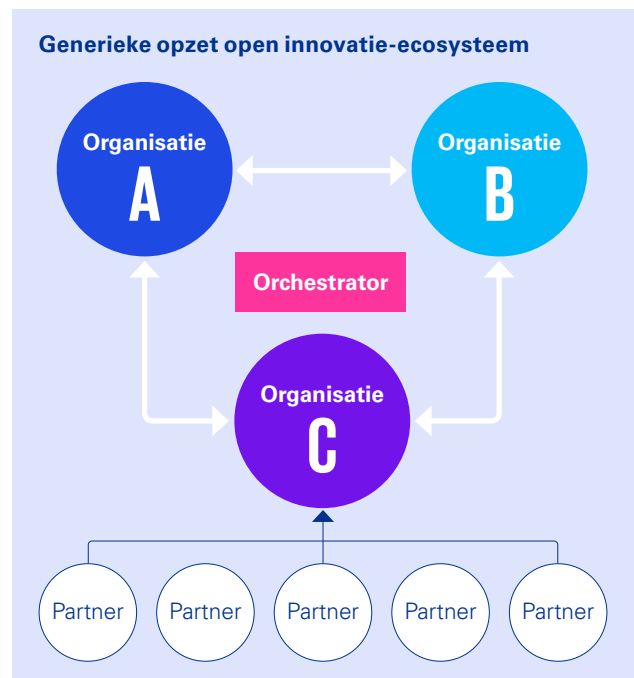 Generieke opzet open innovatie-ecosysteem
Organisatie
A
Organisatie
B
Orchestrator
Organisatie
C
Partner
Partner
Partner
Partner
Partner